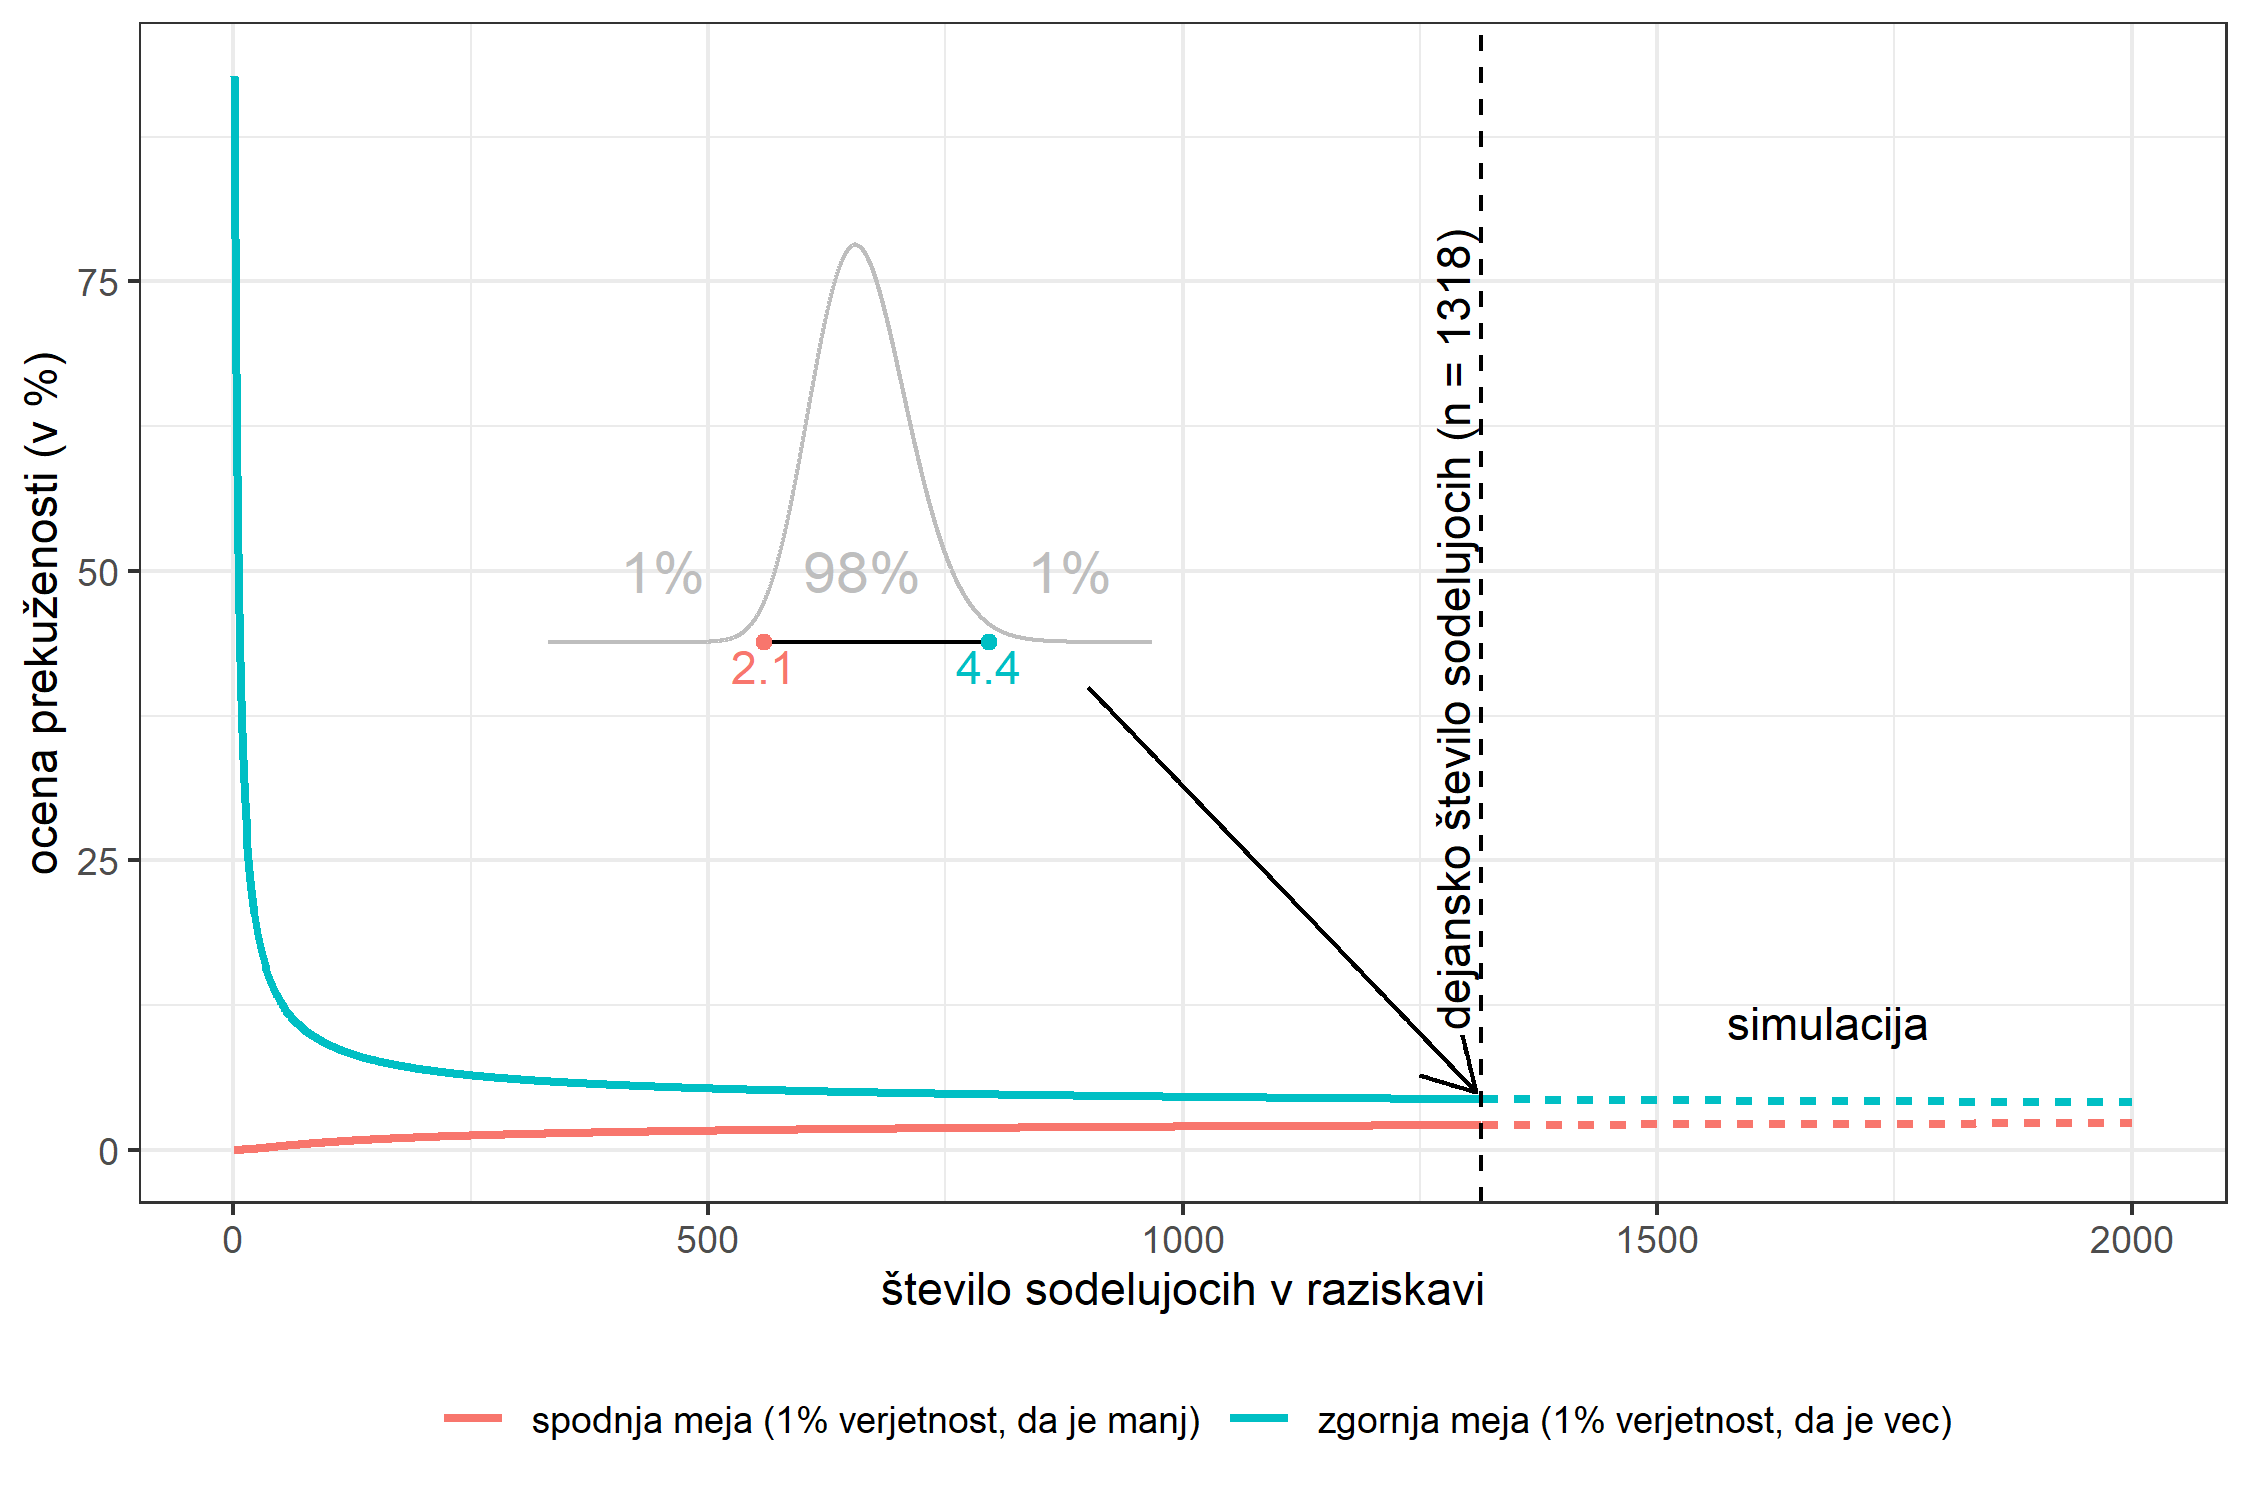 ocena prekuženosti (v %)
75
50
25
0
1%
98%
1%
2.1
4.4
dejansko število sodelujocih (n = 1318)
simulacija
0
500
1000
1500
2000
število sodelujocih v raziskavi
spodnja meja (1% verjetnost, da je manj)
zgornja meja (1% verjetnost, da je vec)